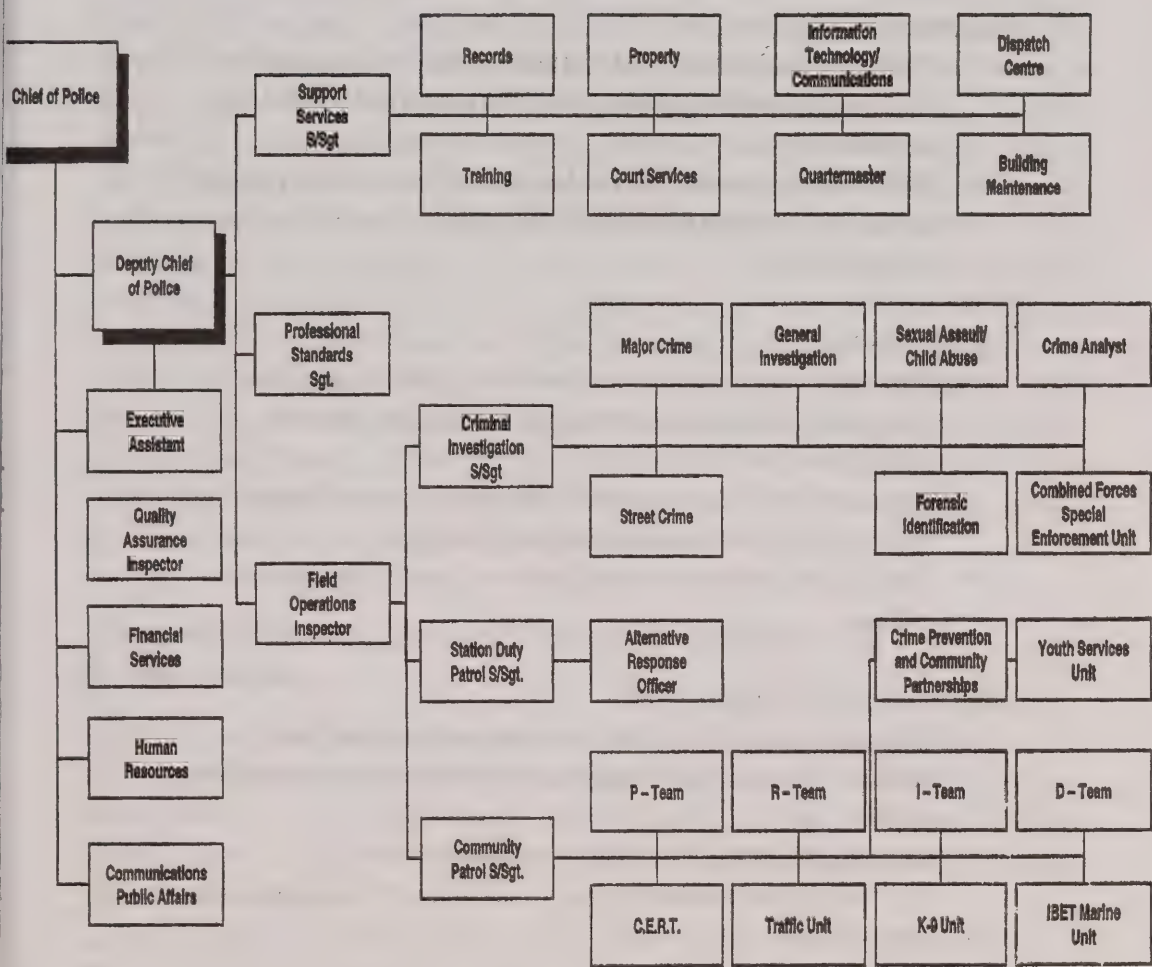 Chief of Police
Deputy Chief
of Police
Executive
Assistant
Quality
Assurance
Inspector
Financial
Services
Human
Resources
Communications
Public Affairs
Support
Services
S/Sgt
Records
Property
Information
Technology/
Communications
Dispatch
Centre
Training
Court Services
Quartermaster
Building
Maintenance
Professional
Standards
Sgt.
Field
Operations
Inspector
Criminal
Investigation
S/Sgt
Major Crime
General
Investigation
Sexual Assault/
Child Abuse
Crime Analyst
Street Crime
Forensic
Identification
Combined Forces
Special
Enforcement Unit
Station Duty
Patrol S/Sgt.
Alternative
Response
Officer
Crime Prevention
and Community
Partnerships
Youth Services
Unit
Community
Patrol S/Sgt.
P – Team
R – Team
I – Team
D – Team
C.E.R.T.
Traffic Unit
K-9 Unit
IBET Marine
Unit